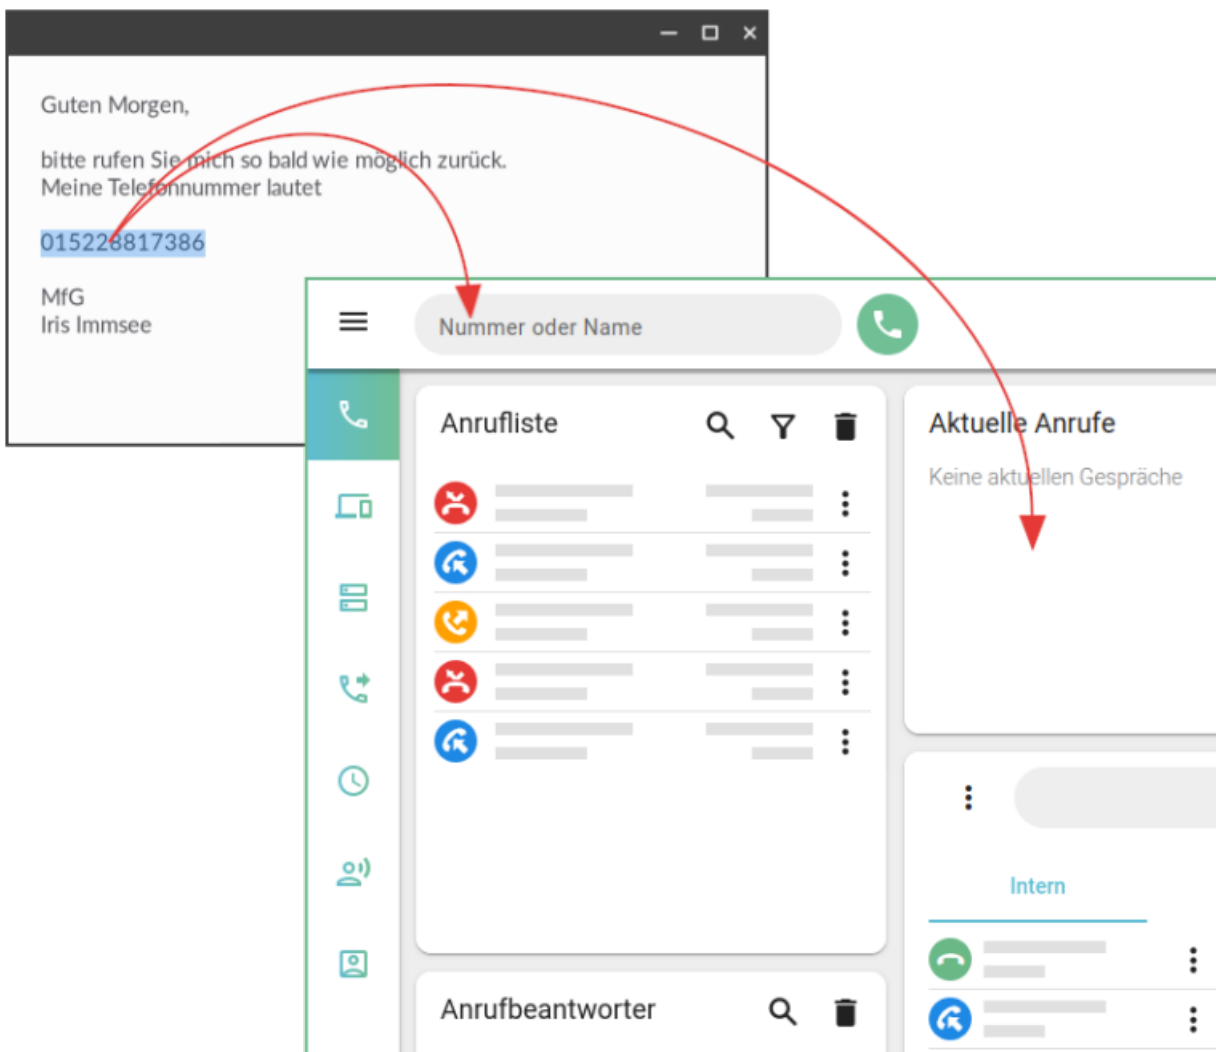 Guten Morgen,
bitte rufen Sie mich so bald wie möglich zurück.
Meine Telefonnummer lautet
015228817386
MfG
Iris Immsee
Nummer oder Name
Anrufliste
Aktuelle Anrufe
Keine aktuellen Gespräche
Intern
Anrufbeantworter